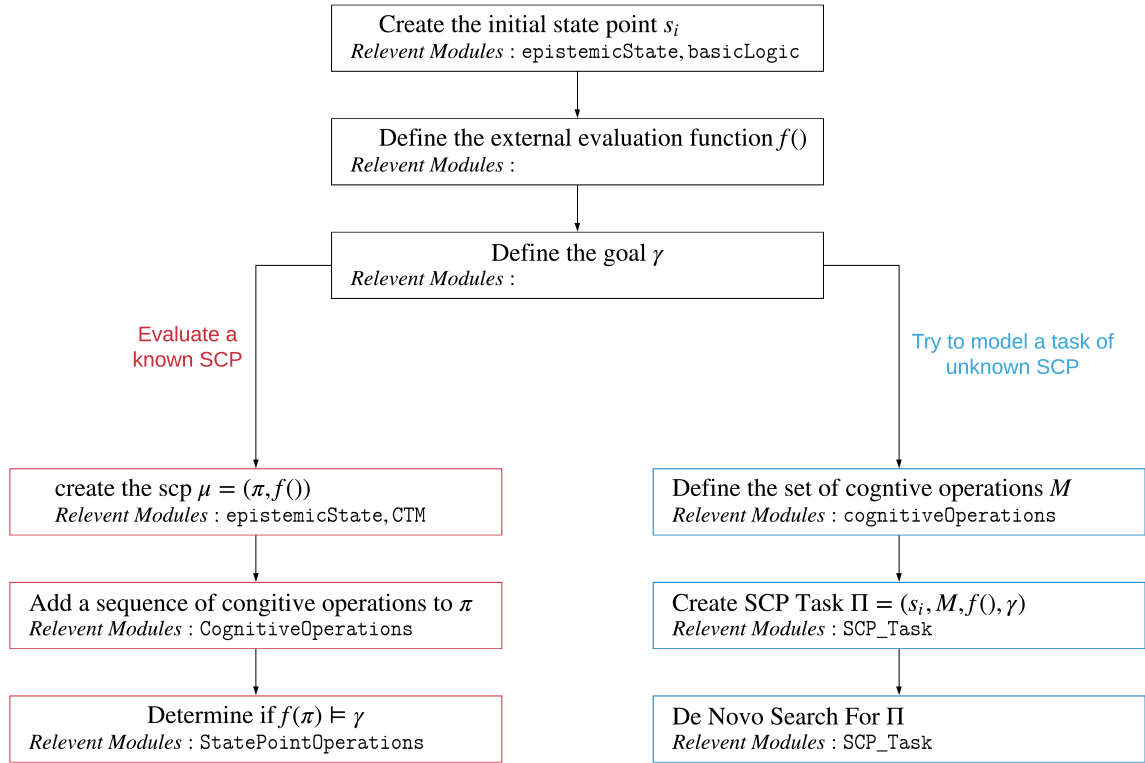 Create the initial state point sᵢ
Relevent Modules : epistemicState, basicLogic
Define the external evaluation function f()
Relevent Modules :
Define the goal γ
Relevent Modules :
Evaluate a
known SCP
Try to model a task of
unknown SCP
create the scp μ = (π, f())
Relevent Modules : epistemicState, CTM
Add a sequence of congitive operations to π
Relevent Modules : CognitiveOperations
Determine if f(π) ⊨ γ
Relevent Modules : StatePointOperations
Define the set of cogntive operations M
Relevent Modules : cognitiveOperations
Create SCP Task Π = (sᵢ, M, f(), γ)
Relevent Modules : SCP_Task
De Novo Search For Π
Relevent Modules : SCP_Task